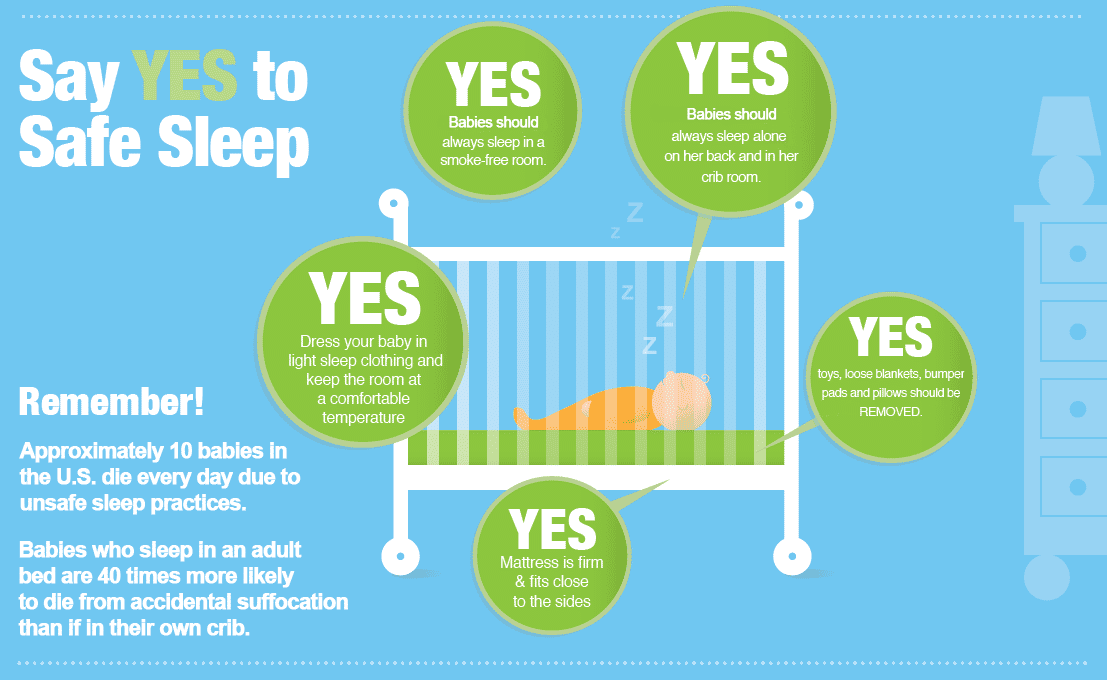 Say YES to
Safe Sleep
YES
Babies should
always sleep in a
smoke-free room.
YES
Babies should
always sleep alone
on her back and in her
crib room.
z
z
z
z
z
YES
Dress your baby in
light sleep clothing and
keep the room at
a comfortable
temperature
YES
toys, loose blankets, bumper
pads and pillows should be
REMOVED.
YES
Mattress is firm
& fits close
to the sides
Remember!
Approximately 10 babies in
the U.S. die every day due to
unsafe sleep practices.
Babies who sleep in an adult
bed are 40 times more likely
to die from accidental suffocation
than if in their own crib.